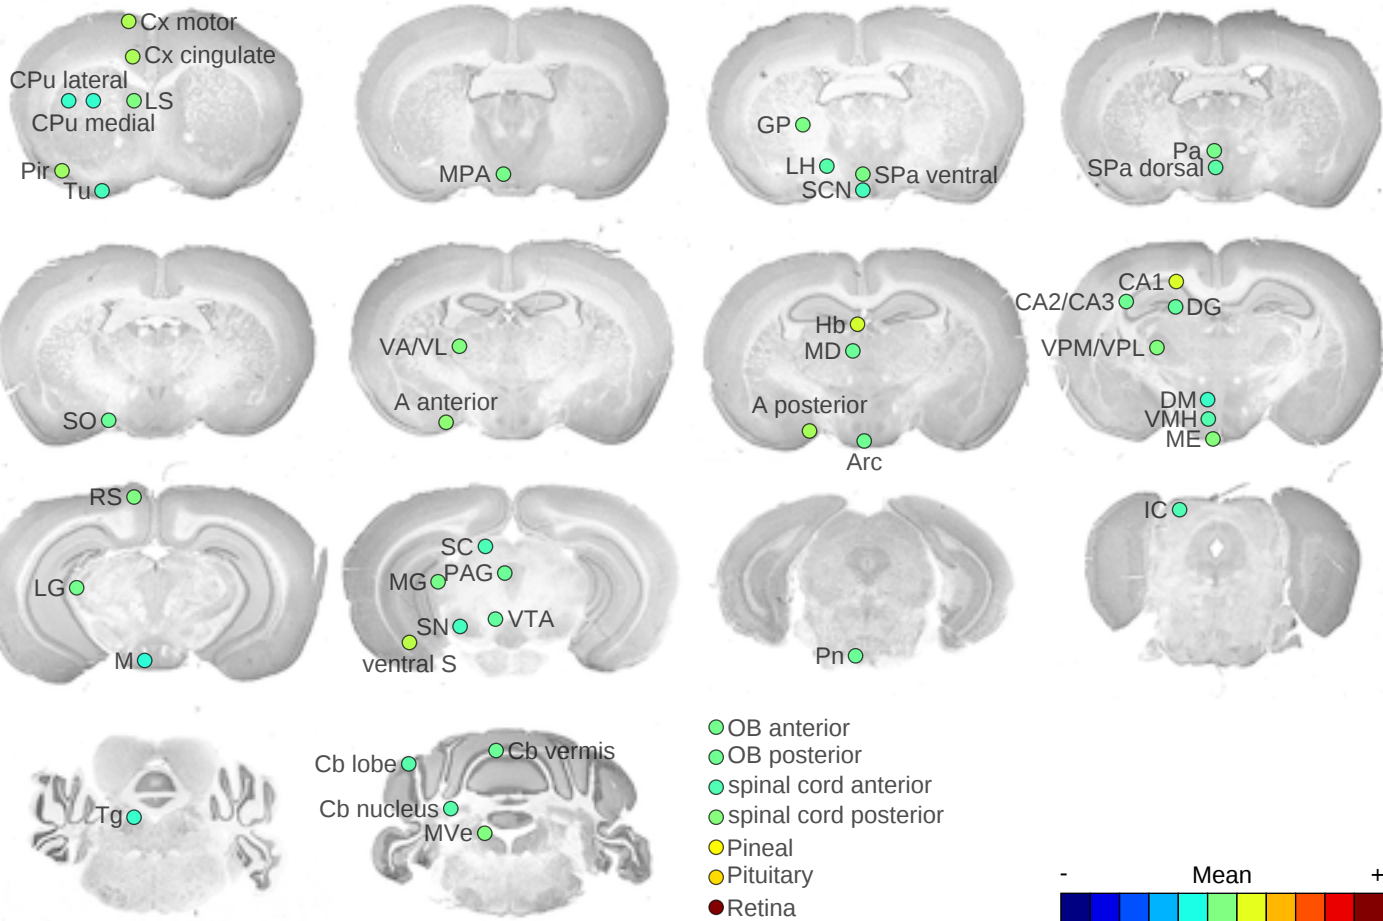 Cx motor
Cx cingulate
CPu lateral
LS
CPu medial
Pir
Tu
MPA
GP
LH
SPa ventral
SCN
Pa
SPa dorsal
SO
VA/VL
A anterior
Hb
MD
A posterior
Arc
CA1
CA2/CA3
DG
VPM/VPL
DM
VMH
ME
RS
LG
M
SC
MG
PAG
SN
VTA
ventral S
Pn
IC
Tg
Cb vermis
Cb lobe
Cb nucleus
MVe
OB anterior
OB posterior
spinal cord anterior
spinal cord posterior
Pineal
Pituitary
Retina
- Mean +